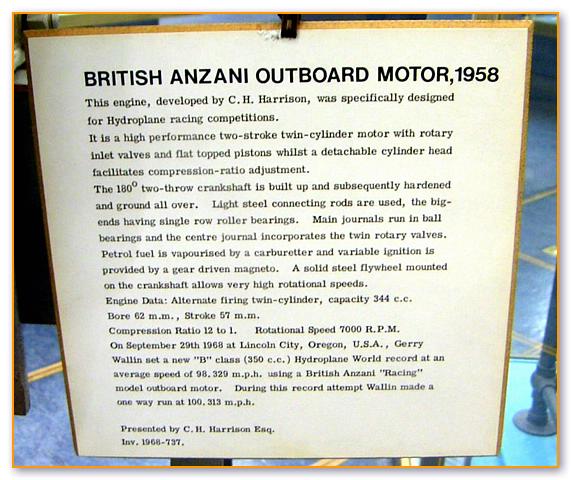 BRITISH ANZANI OUTBOARD MOTOR,1958
This engine, developed by C.H. Harrison, was specifically designed
for Hydroplane racing competitions.
It is a high performance two-stroke twin-cylinder motor with rotary
inlet valves and flat topped pistons whilst a detachable cylinder head
facilitates compression-ratio adjustment.
The 180° two-throw crankshaft is built up and subsequently hardened
and ground all over. Light steel connecting rods are used, the big-
ends having single row roller bearings. Main journals run in ball
bearings and the centre journal incorporates the twin rotary valves.
Petrol fuel is vapourised by a carburetter and variable ignition is
provided by a gear driven magneto. A solid steel flywheel mounted
on the crankshaft allows very high rotational speeds.
Engine Data: Alternate firing twin-cylinder, capacity 344 c.c.
Bore 62 m.m., Stroke 57 m.m.
Compression Ratio 12 to 1. Rotational Speed 7000 R.P.M.
On September 29th 1968 at Lincoln City, Oregon, U.S.A., Gerry
Wallin set a new "B" class (350 c.c.) Hydroplane World record at an
average speed of 98.329 m.p.h. using a British Anzani "Racing"
model outboard motor. During this record attempt Wallin made a
one way run at 100.313 m.p.h.
Presented by C.H. Harrison Esq.
Inv. 1968-737.